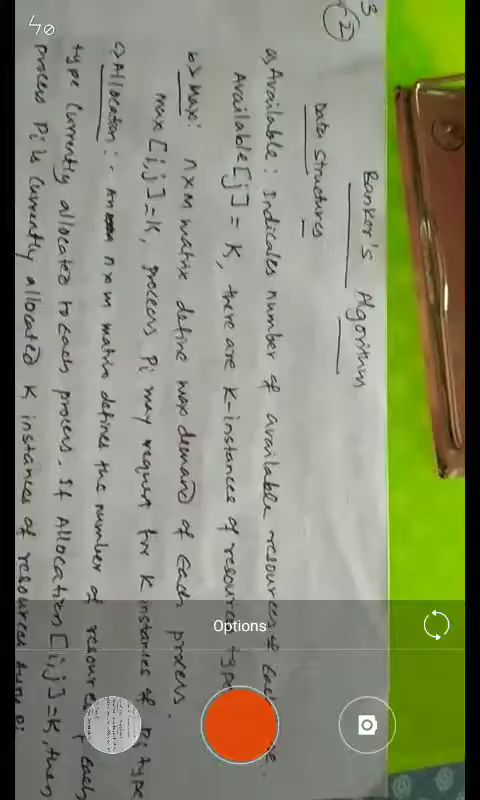 3
2
Banker's Algorithm
Data Structures
a) Available : Indicates number of available resources of each
Available [j] = K, there are K-instances of resource type
b) Max : n x m matrix define max demand of each process.
max [i,j] = K, process Pi may request for K instances of type
c) Allocation : - An n x m matrix defines the number of resources of each
type currently allocated to each process. If Allocation [i,j] = K, then
process Pi is currently allocated K instances of resources
Options